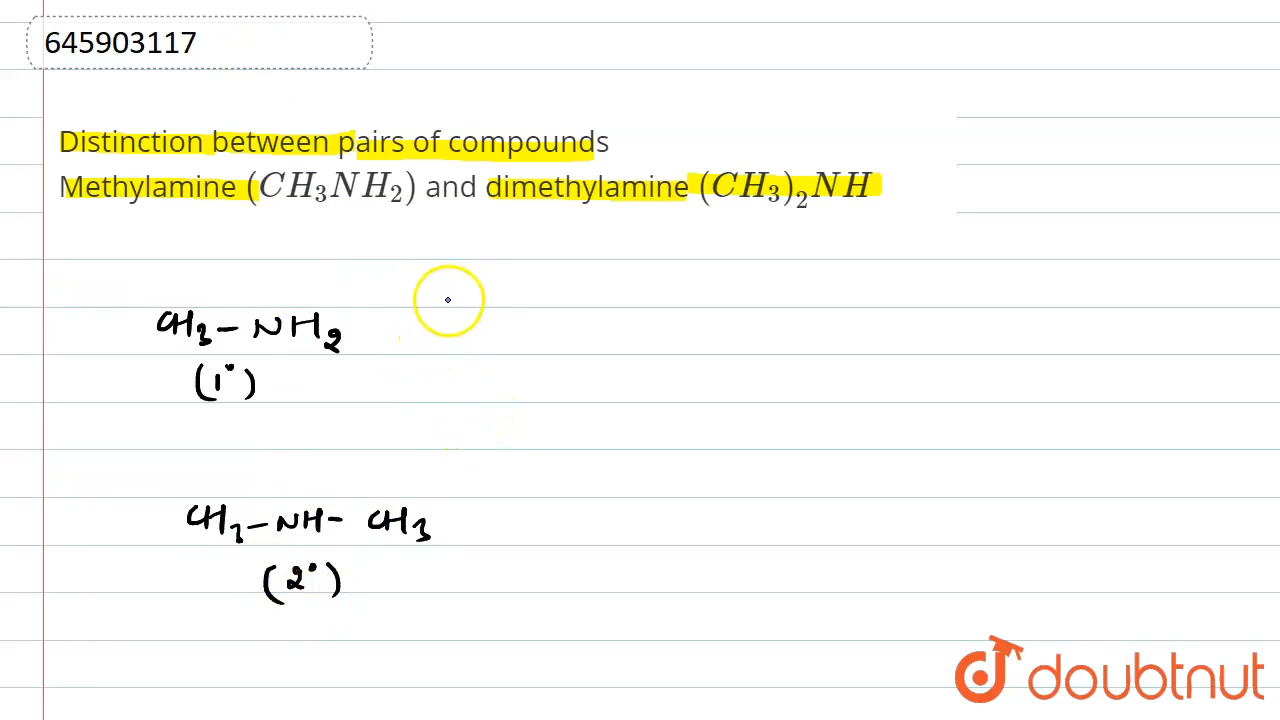 645903117
Distinction between pairs of compounds
Methylamine (CH₃NH₂) and dimethylamine (CH₃)₂NH
CH₃-NH₂
(1°)
CH₃-NH-CH₃
(2°)
doubtnut